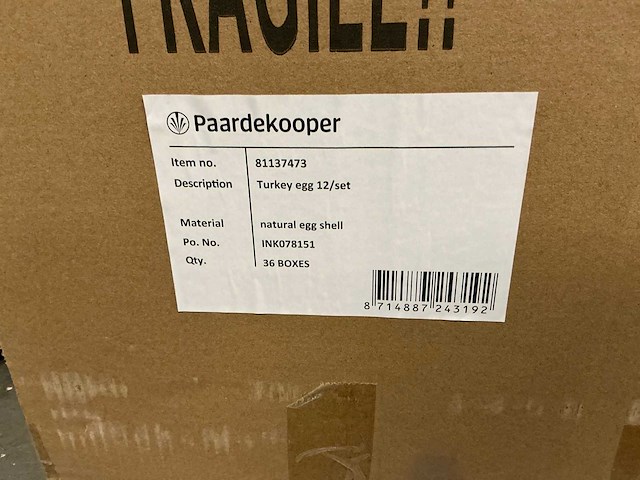 FRAGILE!!
Paardekooper
Item no. 81137473
Description Turkey egg 12/set
Material natural egg shell
Po. No. INK078151
Qty. 36 BOXES
8 714887 243192